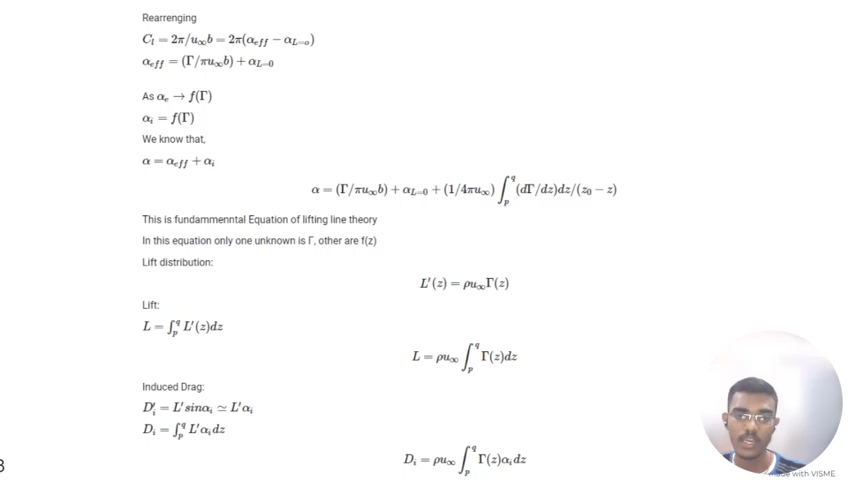 Rearrenging
C_l = 2π/u_∞b = 2π(α_eff − α_L=o)
α_eff = (Γ/πu_∞b) + α_L=0
As α_e → f(Γ)
α_i = f(Γ)
We know that,
α = α_eff + α_i
α = (Γ/πu_∞b) + α_L=0 + (1/4πu_∞) ∫_p^q (dΓ/dz)dz/(z_0 − z)
This is fundammenntal Equation of lifting line theory
In this equation only one unknown is Γ, other are f(z)
Lift distribution:
L′(z) = ρu_∞Γ(z)
Lift:
L = ∫_p^q L′(z)dz
L = ρu_∞ ∫_p^q Γ(z)dz
Induced Drag:
D′_i = L′sinα_i ≃ L′α_i
D_i = ∫_p^q L′α_i dz
D_i = ρu_∞ ∫_p^q Γ(z)α_i dz
made with VISME